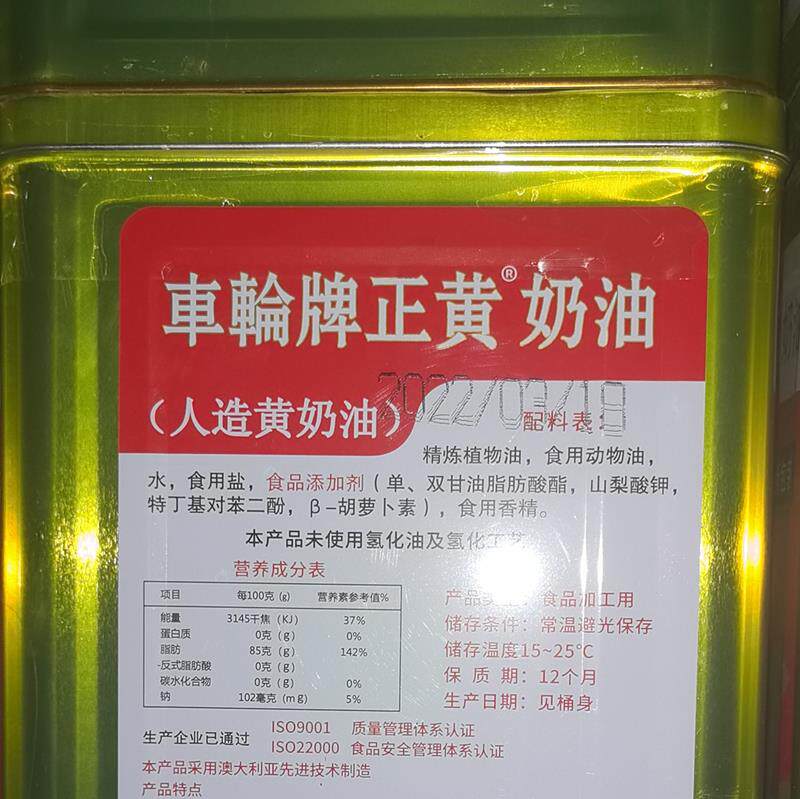 車輪牌正黄®奶油
(人造黄奶油)
2022/03/18
配料表:
精炼植物油,食用动物油,
水,食用盐,食品添加剂(单、双甘油脂肪酸酯,山梨酸钾,
特丁基对苯二酚,β-胡萝卜素),食用香精。
本产品未使用氢化油及氢化工艺
营养成分表
项目 每100克(g) 营养素参考值%
能量 3145千焦(KJ) 37%
蛋白质 0克(g) 0%
脂肪 85克(g) 142%
-反式脂肪酸 0克(g)
碳水化合物 0克(g) 0%
钠 102毫克(mg) 5%
产品类型:食品加工用
储存条件:常温避光保存
储存温度15~25℃
保 质 期:12个月
生产日期:见桶身
生产企业已通过
ISO9001 质量管理体系认证
ISO22000 食品安全管理体系认证
本产品采用澳大利亚先进技术制造
产品特点